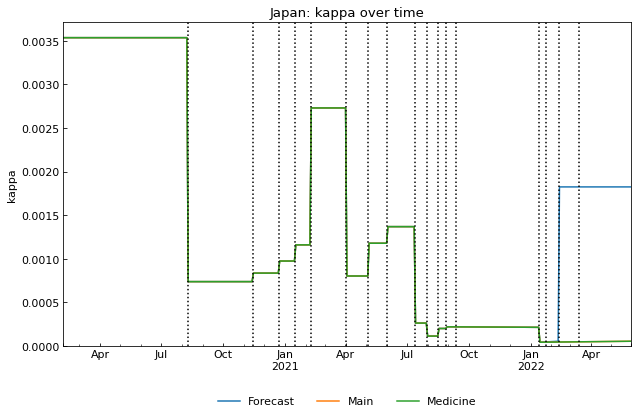 Japan: kappa over time
kappa
0.0035
0.0030
0.0025
0.0020
0.0015
0.0010
0.0005
0.0000
Apr Jul Oct Jan Apr Jul Oct Jan Apr
2021 2022
Forecast Main Medicine